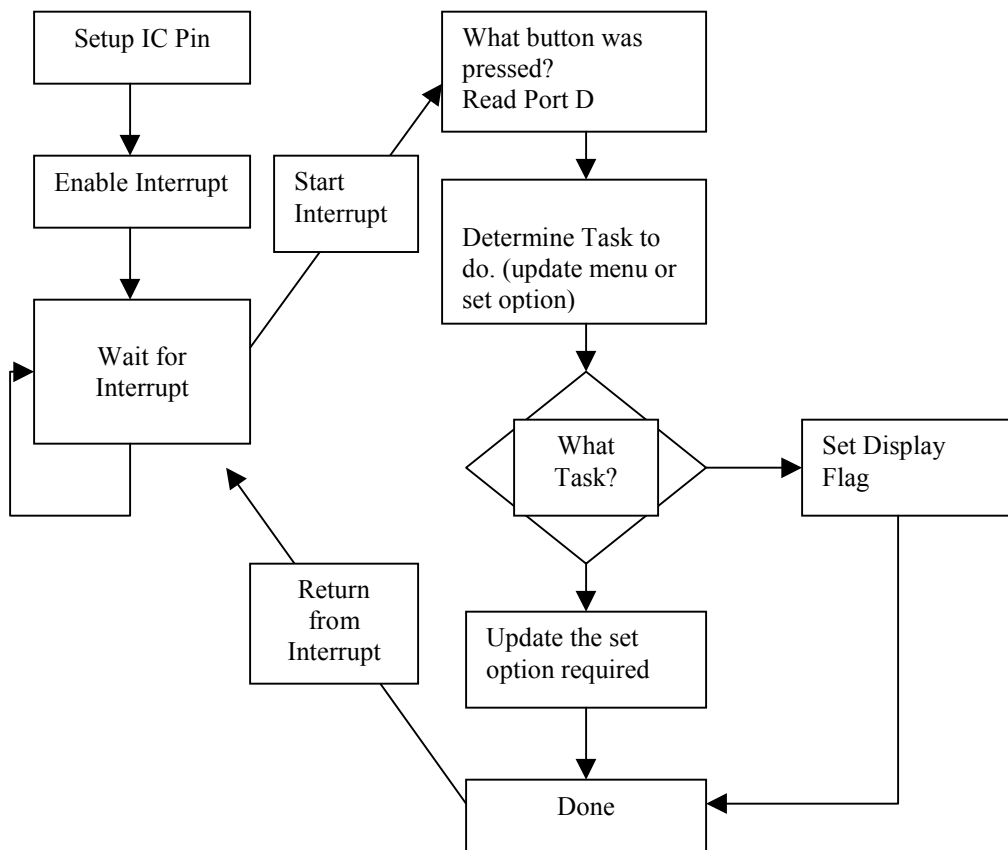 Setup IC Pin
Enable Interrupt
Wait for
Interrupt
Start
Interrupt
What button was
pressed?
Read Port D
Determine Task to
do. (update menu or
set option)
What
Task?
Set Display
Flag
Update the set
option required
Return
from
Interrupt
Done